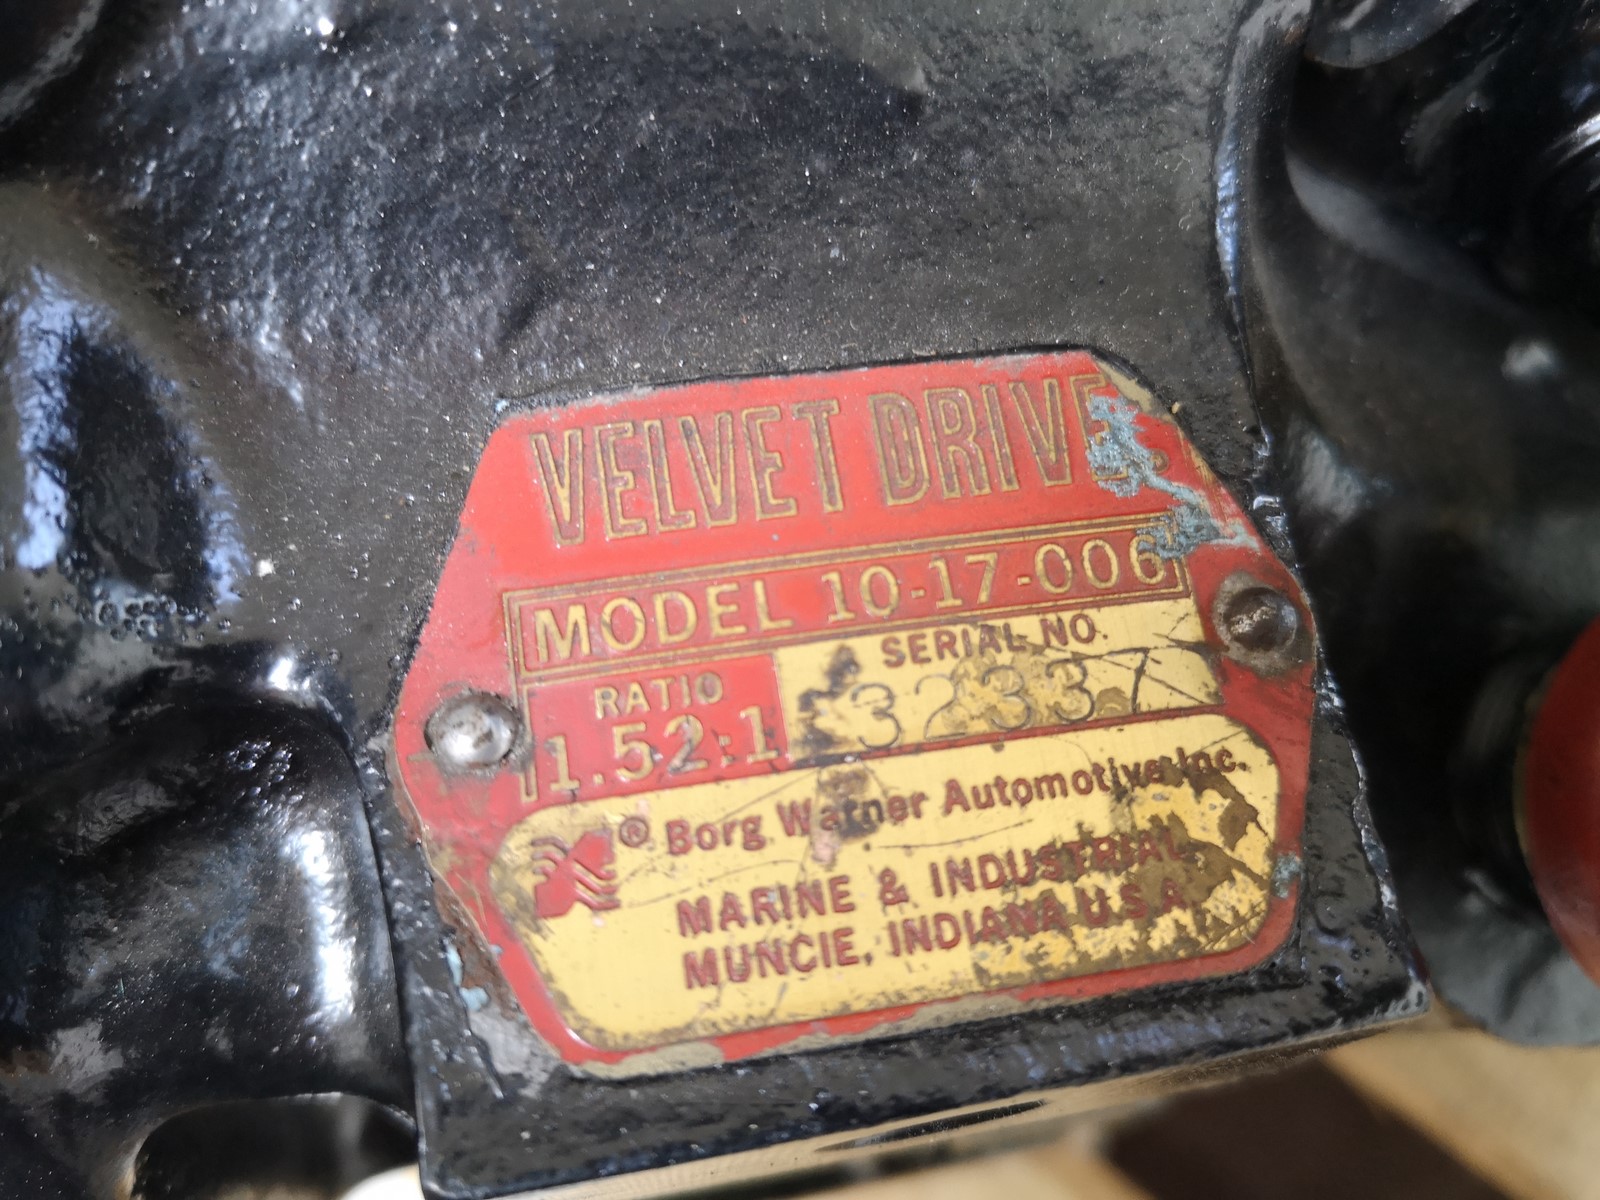 VELVET DRIVE
MODEL 10-17-006
RATIO
1.52:1
SERIAL NO.
32337
® Borg Warner Automotive Inc.
MARINE & INDUSTRIAL
MUNCIE, INDIANA U.S.A.